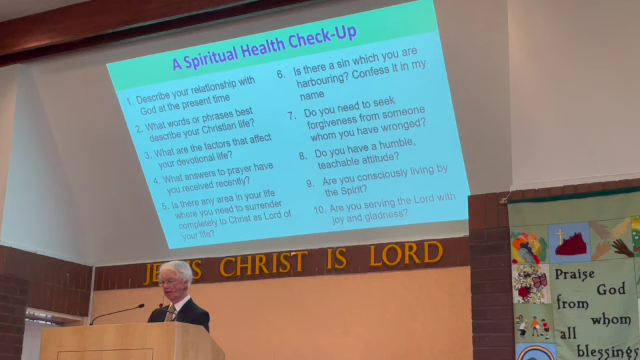 A Spiritual Health Check-Up
1. Describe your relationship with
God at the present time
2. What words or phrases best
describe your Christian life?
3. What are the factors that affect
your devotional life?
4. What answers to prayer have
you received recently?
5. Is there any area in your life
where you need to surrender
completely to Christ as Lord of
your life?
6. Is there a sin which you are
harbouring? Confess it in my
name
7. Do you need to seek
forgiveness from someone
whom you have wronged?
8. Do you have a humble,
teachable attitude?
9. Are you consciously living by
the Spirit?
10. Are you serving the Lord with
joy and gladness?
JESUS CHRIST IS LORD
Praise
God
from
whom
all
blessings